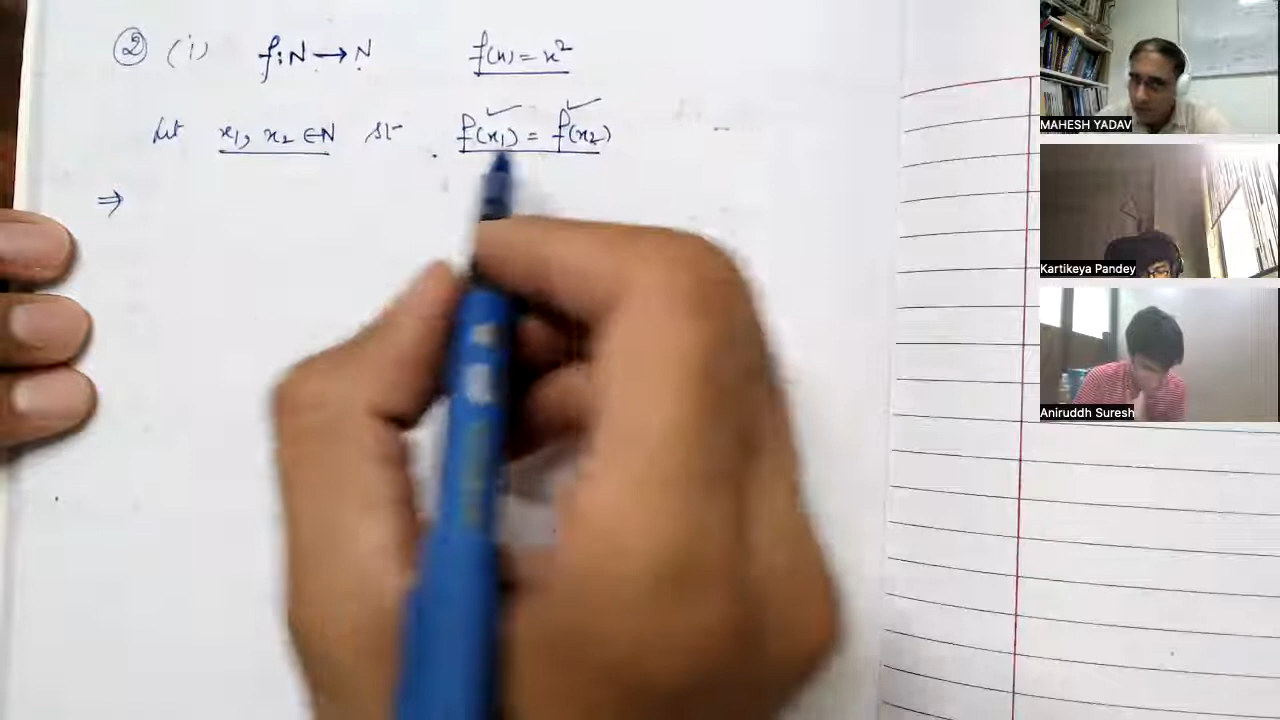 ② (i) f: N → N f(x) = x²
Let x₁, x₂ ∈ N st f(x₁) = f(x₂)
⇒
MAHESH YADAV
Kartikeya Pandey
Aniruddh Suresh